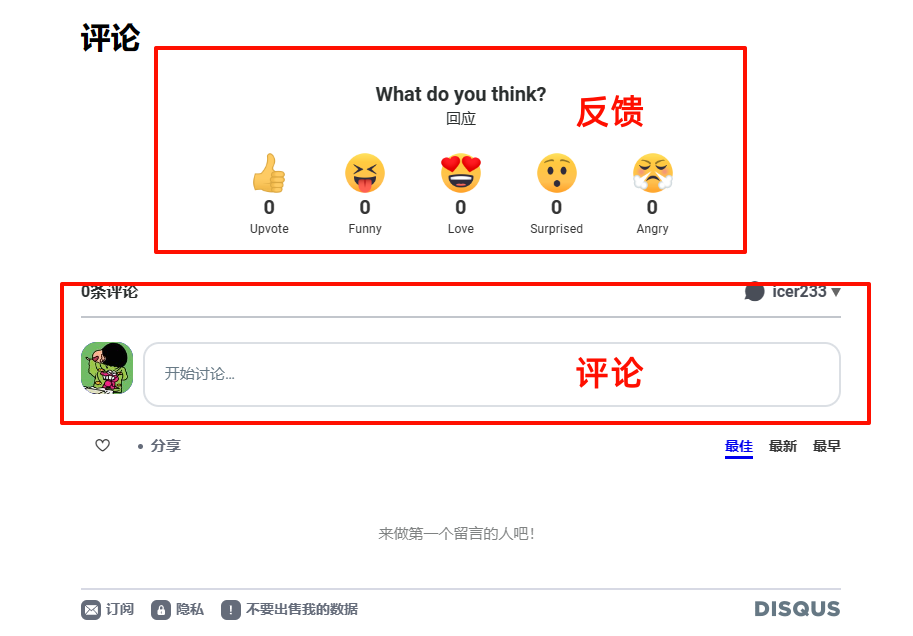 评论
What do you think?
反馈
回应
0 0 0 0 0
Upvote Funny Love Surprised Angry
0条评论 icer233 ▼
开始讨论... 评论
• 分享 最佳 最新 最早
来做第一个留言的人吧!
订阅 隐私 ! 不要出售我的数据 DISQUS